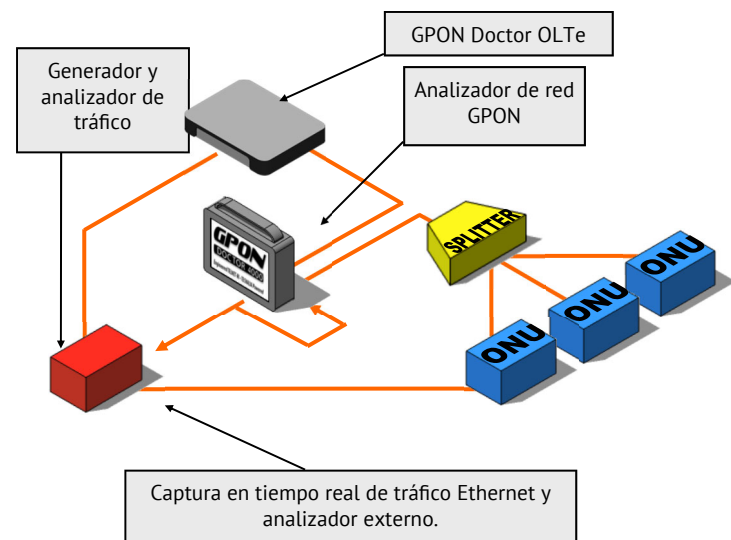 GPON Doctor OLTe
Generador y
analizador de
tráfico
Analizador de red
GPON
SPLITTER
GPON
DOCTOR 4000
ONU
ONU
ONU
Captura en tiempo real de tráfico Ethernet y
analizador externo.